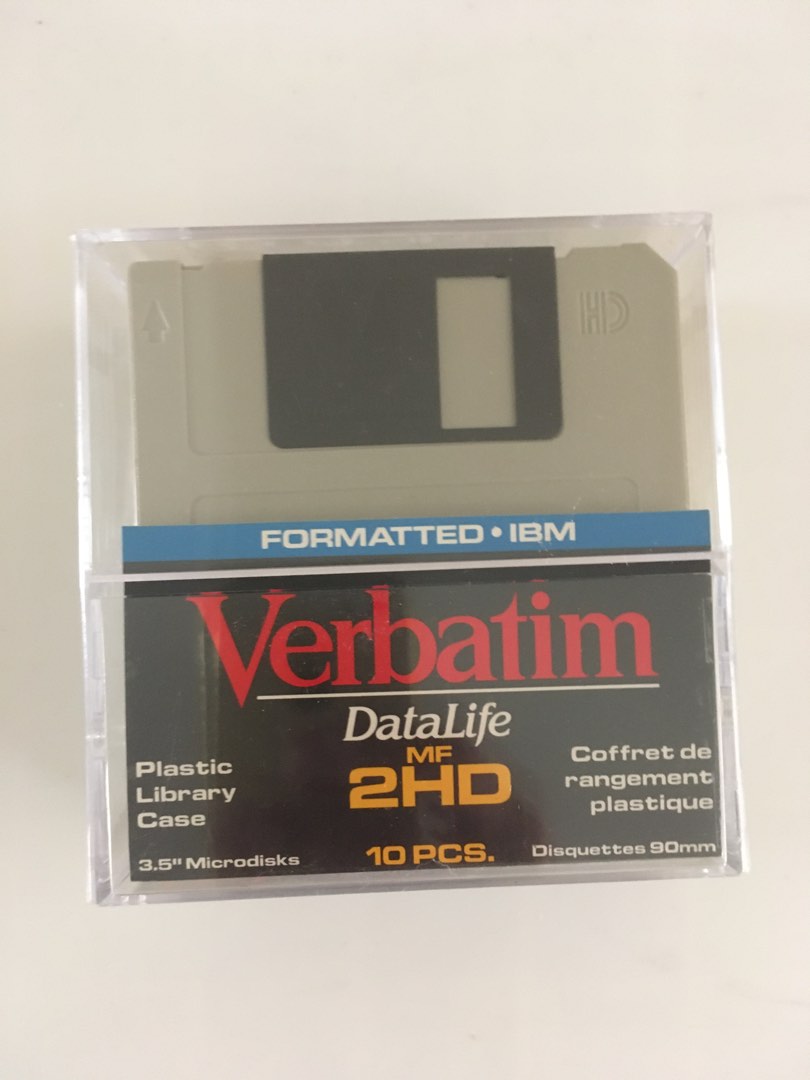 HD
FORMATTED • IBM
Verbatim
DataLife
MF
2HD
Plastic
Library
Case
Coffret de
rangement
plastique
3.5" Microdisks
10 PCS.
Disquettes 90mm